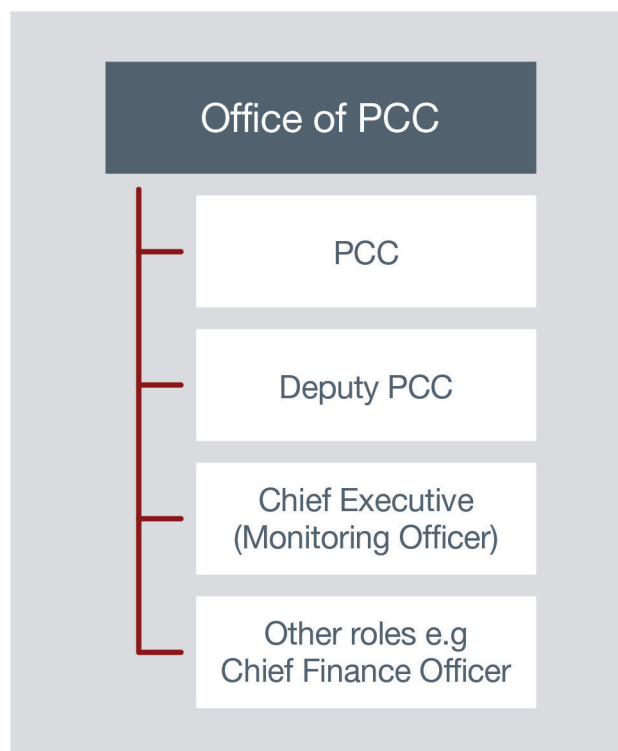 Office of PCC
PCC
Deputy PCC
Chief Executive
(Monitoring Officer)
Other roles e.g
Chief Finance Officer